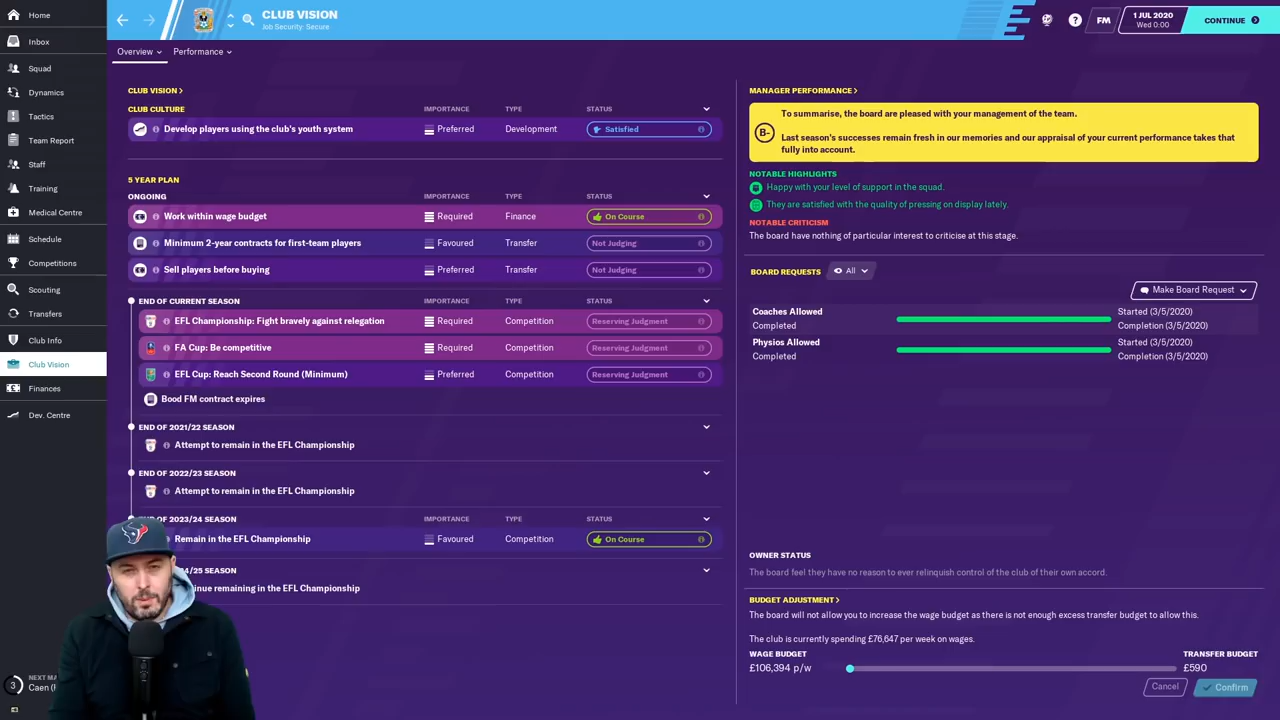 Home
Inbox
Squad
Dynamics
Tactics
Team Report
Staff
Training
Medical Centre
Schedule
Competitions
Scouting
Transfers
Club Info
Club Vision
Finances
Dev. Centre
NEXT MA
Caen (
3
CLUB VISION
Job Security: Secure
FM
1 JUL 2020
Wed 0:00
CONTINUE
Overview
Performance
CLUB VISION
CLUB CULTURE IMPORTANCE TYPE STATUS
Develop players using the club's youth system Preferred Development Satisfied
5 YEAR PLAN
ONGOING IMPORTANCE TYPE STATUS
Work within wage budget Required Finance On Course
Minimum 2-year contracts for first-team players Favoured Transfer Not Judging
Sell players before buying Preferred Transfer Not Judging
END OF CURRENT SEASON IMPORTANCE TYPE STATUS
EFL Championship: Fight bravely against relegation Required Competition Reserving Judgment
FA Cup: Be competitive Required Competition Reserving Judgment
EFL Cup: Reach Second Round (Minimum) Preferred Competition Reserving Judgment
Bood FM contract expires
END OF 2021/22 SEASON
Attempt to remain in the EFL Championship
END OF 2022/23 SEASON
Attempt to remain in the EFL Championship
OF 2023/24 SEASON IMPORTANCE TYPE STATUS
Remain in the EFL Championship Favoured Competition On Course
4/25 SEASON
inue remaining in the EFL Championship
MANAGER PERFORMANCE
B-
To summarise, the board are pleased with your management of the team.
Last season's successes remain fresh in our memories and our appraisal of your current performance takes that
fully into account.
NOTABLE HIGHLIGHTS
Happy with your level of support in the squad.
They are satisfied with the quality of pressing on display lately.
NOTABLE CRITICISM
The board have nothing of particular interest to criticise at this stage.
BOARD REQUESTS All
Make Board Request
Coaches Allowed Started (3/5/2020)
Completed Completion (3/5/2020)
Physios Allowed Started (3/5/2020)
Completed Completion (3/5/2020)
OWNER STATUS
The board feel they have no reason to ever relinquish control of the club of their own accord.
BUDGET ADJUSTMENT
The board will not allow you to increase the wage budget as there is not enough excess transfer budget to allow this.
The club is currently spending £76,647 per week on wages.
WAGE BUDGET TRANSFER BUDGET
£106,394 p/w £590
Cancel Confirm